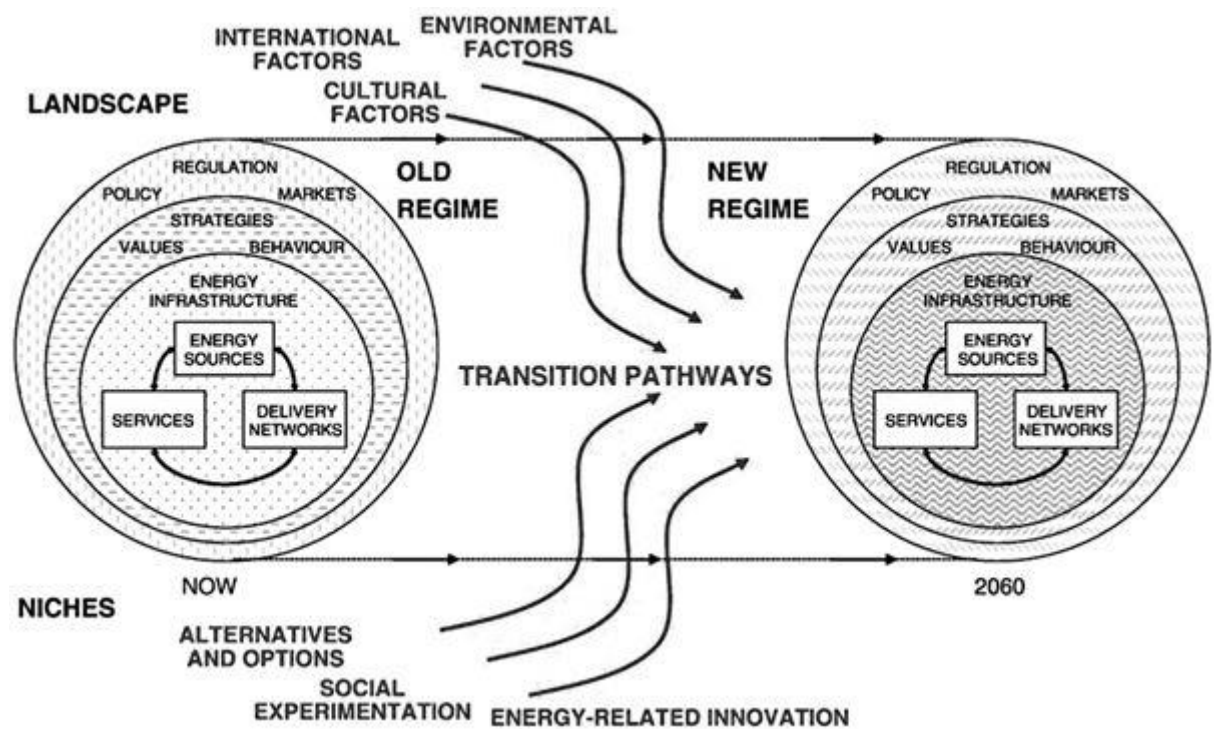 INTERNATIONAL
FACTORS
ENVIRONMENTAL
FACTORS
CULTURAL
FACTORS
LANDSCAPE
REGULATION
POLICY
MARKETS
STRATEGIES
VALUES
BEHAVIOUR
ENERGY
INFRASTRUCTURE
ENERGY
SOURCES
SERVICES
DELIVERY
NETWORKS
NOW
OLD
REGIME
NEW
REGIME
TRANSITION PATHWAYS
REGULATION
POLICY
MARKETS
STRATEGIES
VALUES
BEHAVIOUR
ENERGY
INFRASTRUCTURE
ENERGY
SOURCES
SERVICES
DELIVERY
NETWORKS
2060
NICHES
ALTERNATIVES
AND OPTIONS
SOCIAL
EXPERIMENTATION
ENERGY-RELATED INNOVATION